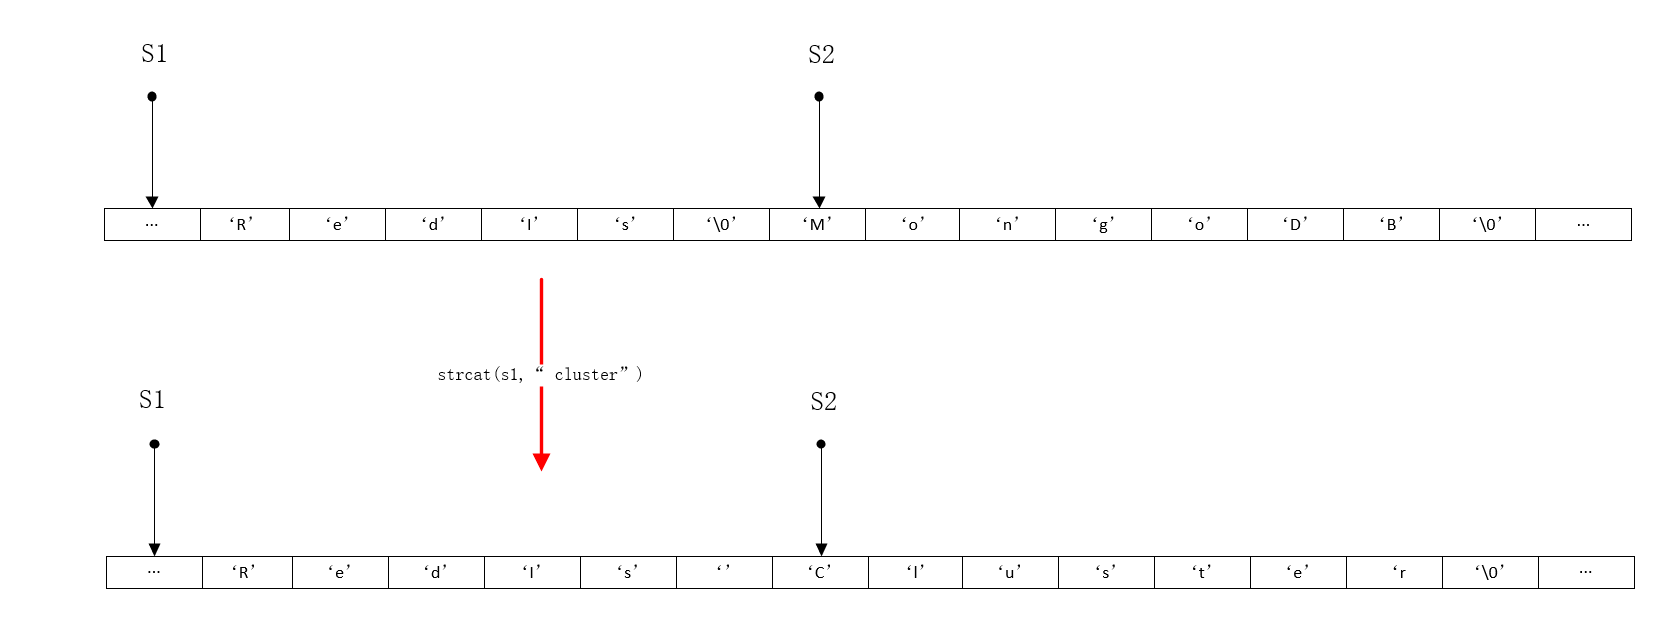 S1 S2
… ‘R’ ‘e’ ‘d’ ‘I’ ‘s’ ‘\0’ ‘M’ ‘o’ ‘n’ ‘g’ ‘o’ ‘D’ ‘B’ ‘\0’ …
strcat(s1,“ cluster”)
S1 S2
… ‘R’ ‘e’ ‘d’ ‘I’ ‘s’ ‘’ ‘C’ ‘l’ ‘u’ ‘s’ ‘t’ ‘e’ ‘r ‘\0’ …